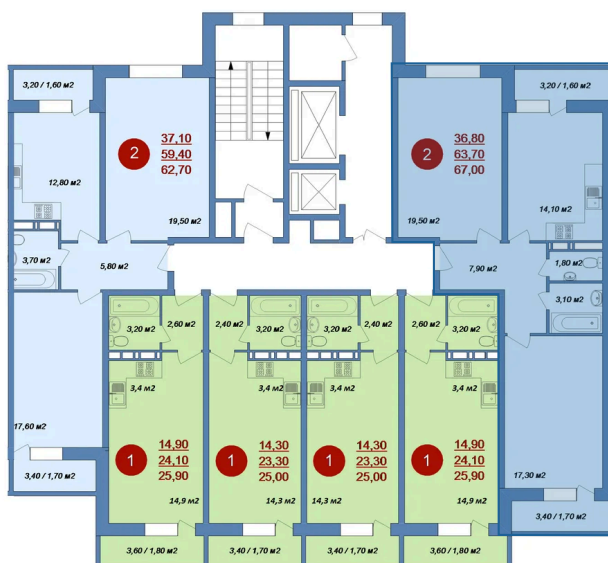 3,20 / 1,60 м2
3,20 / 1,60 м2
2
37,10
59,40
62,70
2
36,80
63,70
67,00
12,80 м2
19,50 м2
19,50 м2
14,10 м2
3,70 м2
5,80 м2
7,90 м2
1,80 м2
3,10 м2
3,20 м2
2,60 м2
2,40 м2
3,20 м2
3,20 м2
2,40 м2
2,60 м2
3,20 м2
3,4 м2
3,4 м2
3,4 м2
3,4 м2
17,60 м2
1
14,90
24,10
25,90
1
14,30
23,30
25,00
1
14,30
23,30
25,00
1
14,90
24,10
25,90
3,40 / 1,70 м2
17,30 м2
14,9 м2
14,3 м2
14,3 м2
14,9 м2
3,40 / 1,70 м2
3,60 / 1,80 м2
3,40 / 1,70 м2
3,40 / 1,70 м2
3,60 / 1,80 м2